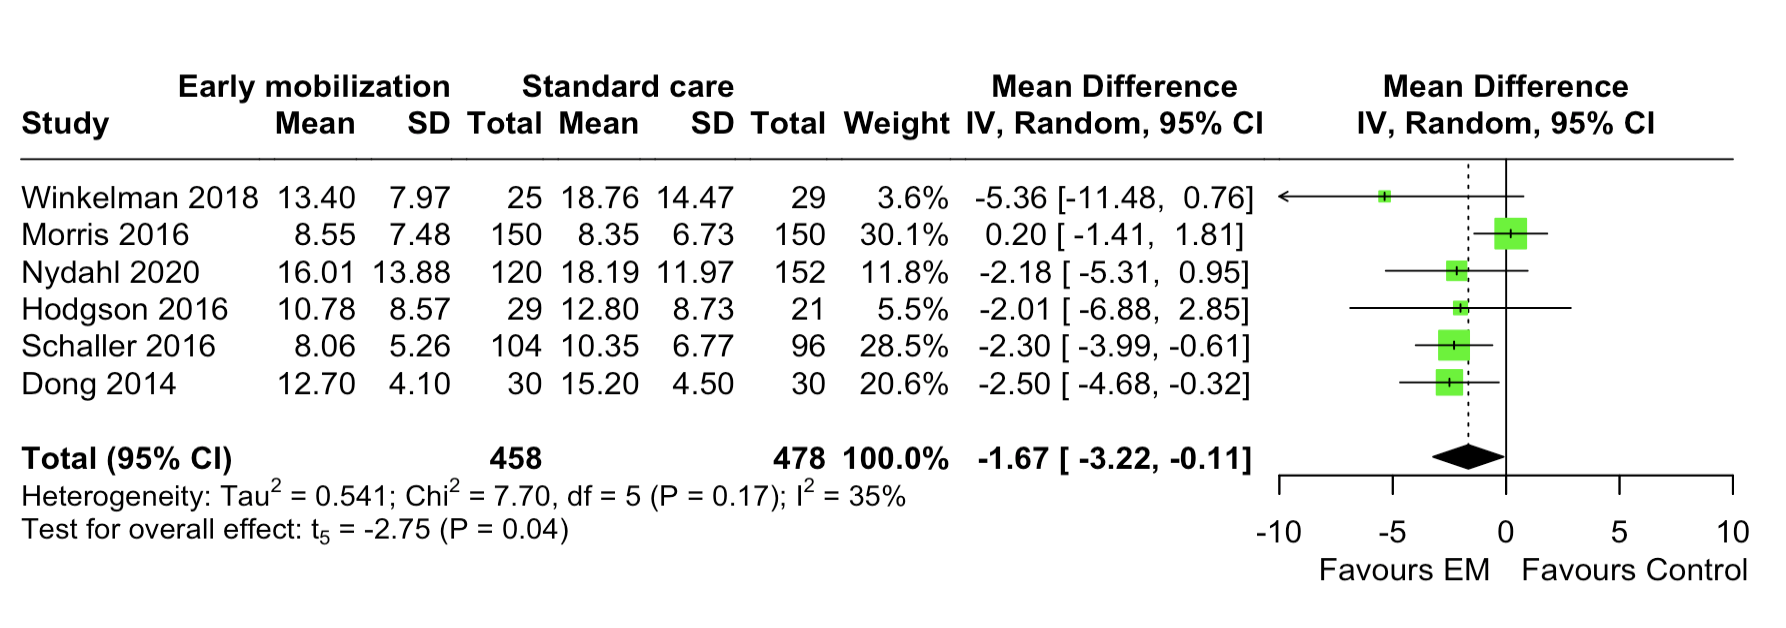 Early mobilization Standard care Mean Difference Mean Difference
Study Mean SD Total Mean SD Total Weight IV, Random, 95% CI IV, Random, 95% CI
Winkelman 2018 13.40 7.97 25 18.76 14.47 29 3.6% -5.36 [-11.48, 0.76]
Morris 2016 8.55 7.48 150 8.35 6.73 150 30.1% 0.20 [ -1.41, 1.81]
Nydahl 2020 16.01 13.88 120 18.19 11.97 152 11.8% -2.18 [ -5.31, 0.95]
Hodgson 2016 10.78 8.57 29 12.80 8.73 21 5.5% -2.01 [ -6.88, 2.85]
Schaller 2016 8.06 5.26 104 10.35 6.77 96 28.5% -2.30 [ -3.99, -0.61]
Dong 2014 12.70 4.10 30 15.20 4.50 30 20.6% -2.50 [ -4.68, -0.32]
Total (95% CI) 458 478 100.0% -1.67 [ -3.22, -0.11]
Heterogeneity: Tau² = 0.541; Chi² = 7.70, df = 5 (P = 0.17); I² = 35%
Test for overall effect: t₅ = -2.75 (P = 0.04)
-10 -5 0 5 10
Favours EM Favours Control